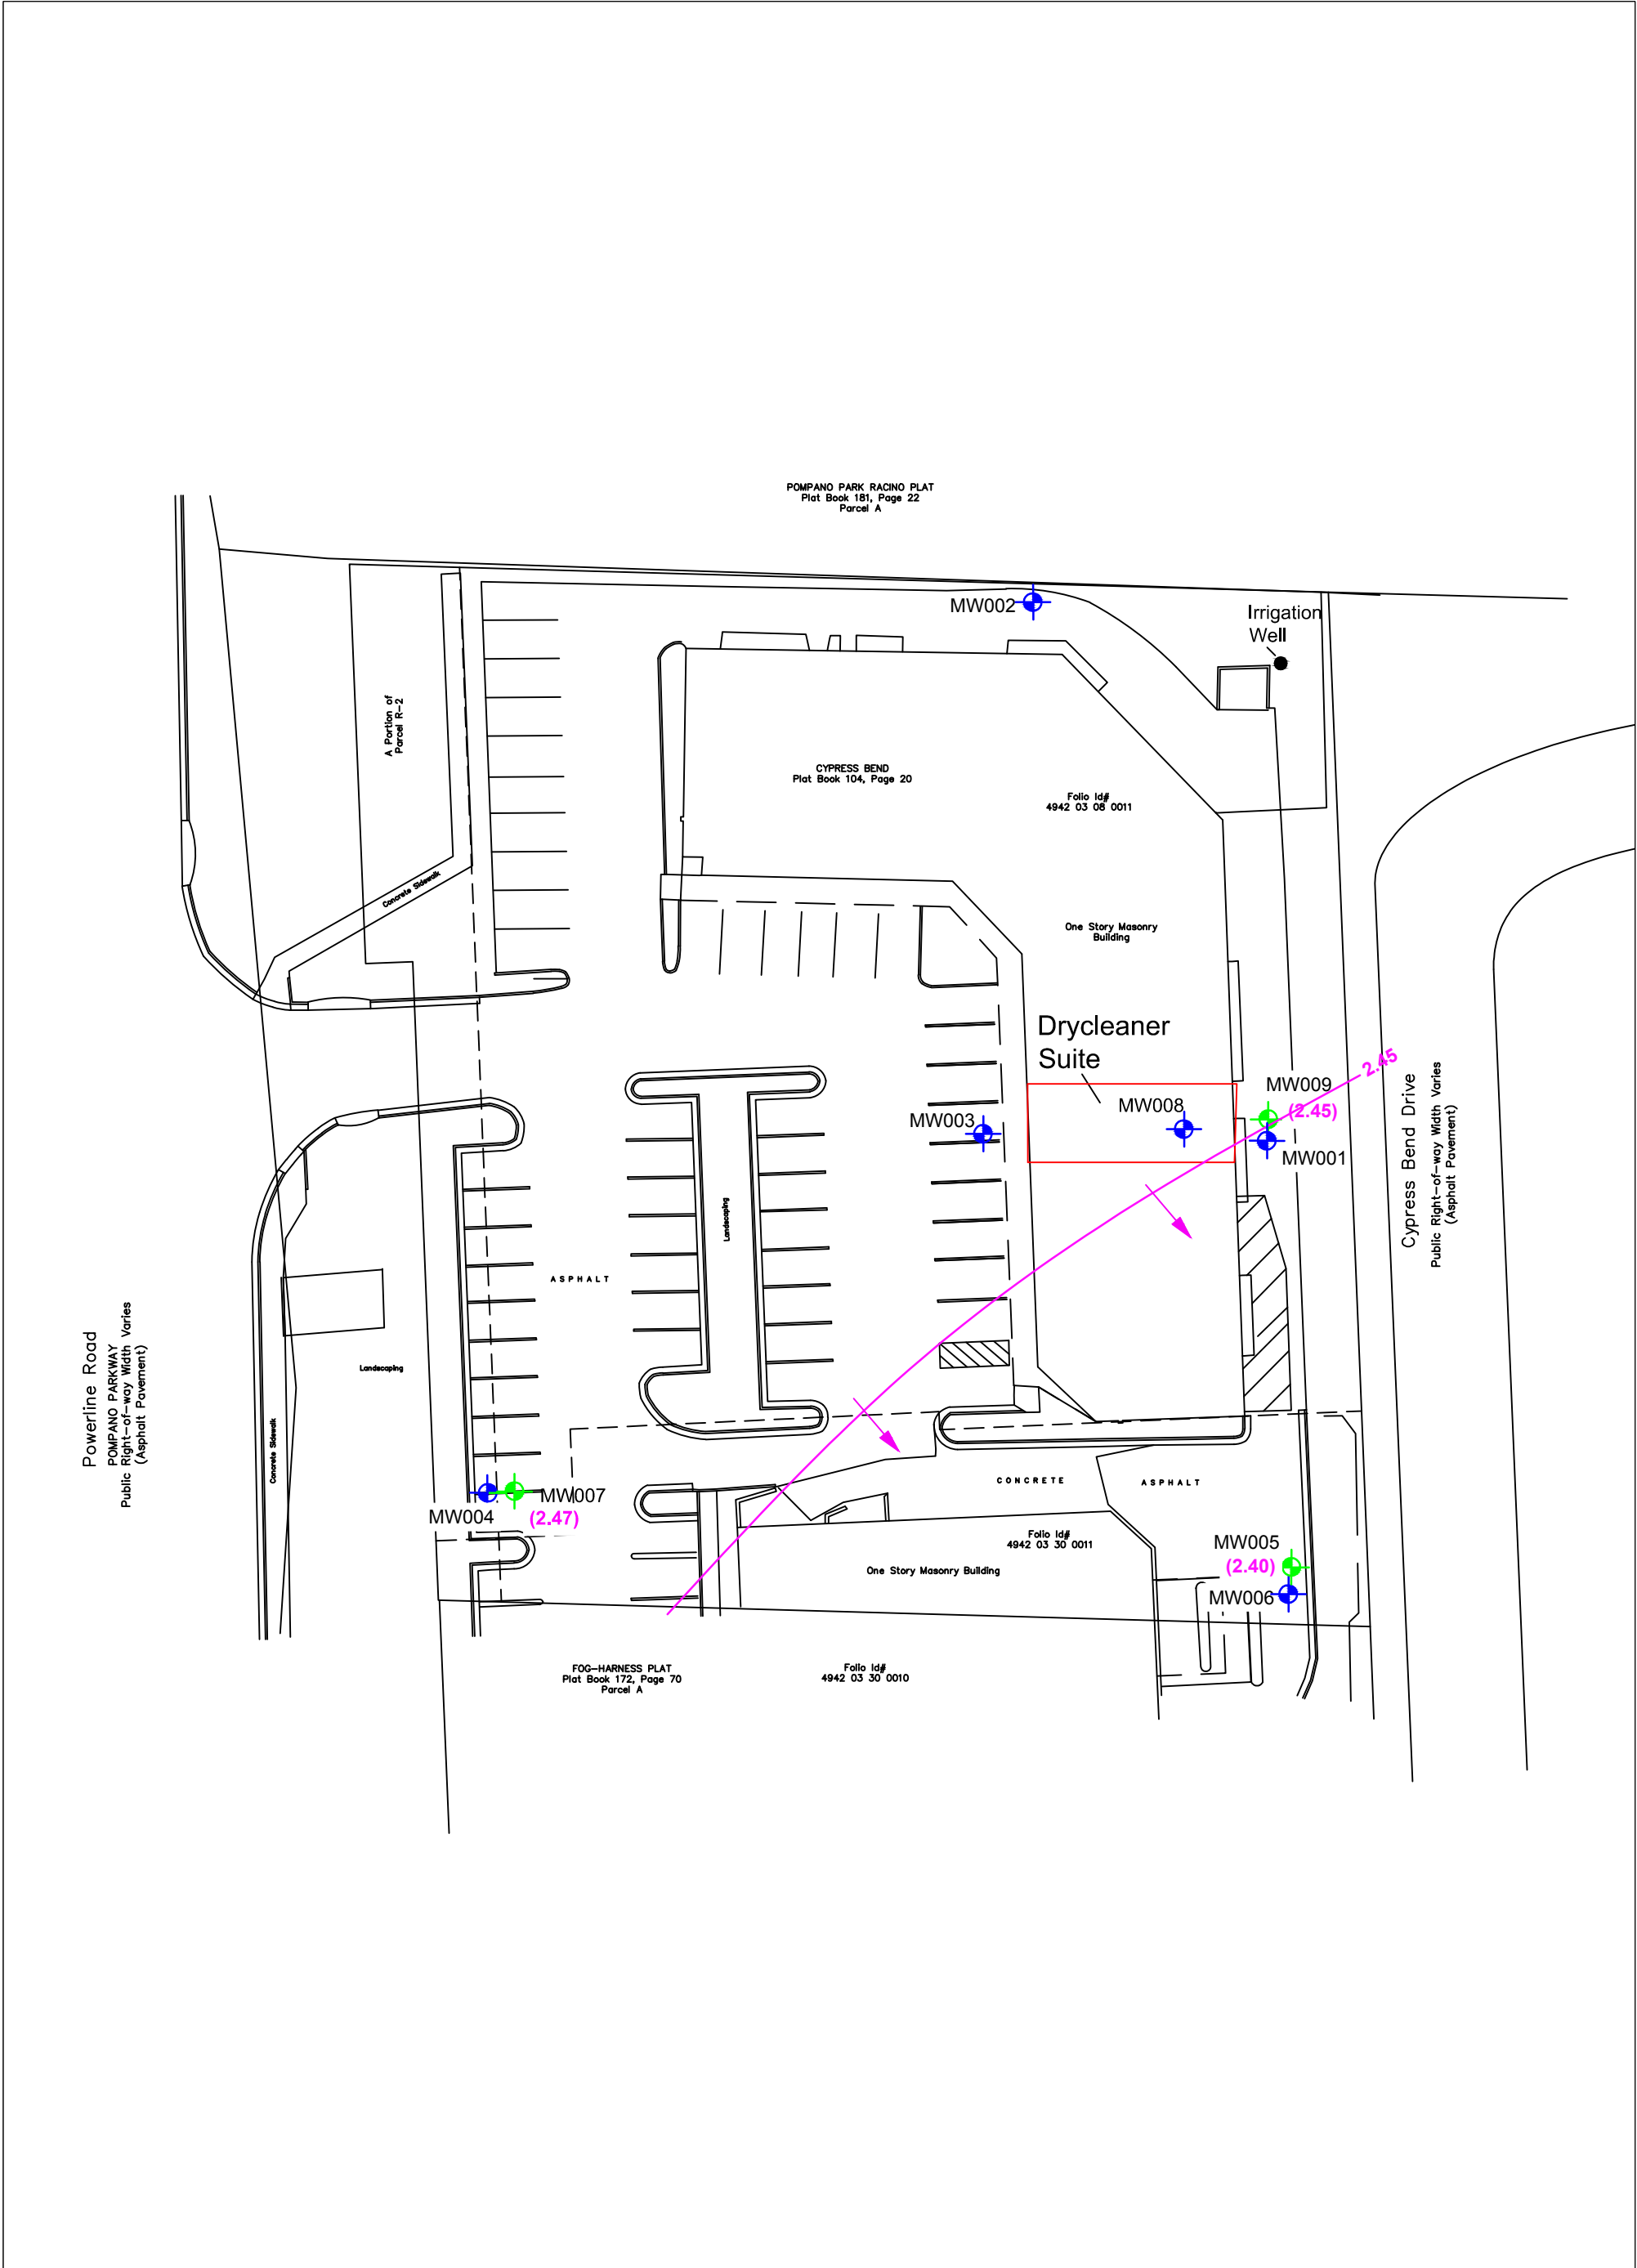 POMPANO PARK RACINO PLAT
Plat Book 181, Page 22
Parcel A
MW002
Irrigation
Well
A Portion of
Parcel R-2
CYPRESS BEND
Plat Book 104, Page 20
Folio Id#
4942 03 08 0011
Concrete Sidewalk
One Story Masonry
Building
Drycleaner
Suite
2.45
MW009
(2.45)
MW008
MW003
MW001
Cypress Bend Drive
Public Right-of-way Width Varies
(Asphalt Pavement)
Landscaping
ASPHALT
Powerline Road
POMPANO PARKWAY
Public Right-of-way Width Varies
(Asphalt Pavement)
Landscaping
Concrete Sidewalk
CONCRETE
ASPHALT
MW007
MW004
(2.47)
Folio Id#
4942 03 30 0011
MW005
(2.40)
One Story Masonry Building
MW006
FOG-HARNESS PLAT
Plat Book 172, Page 70
Parcel A
Folio Id#
4942 03 30 0010